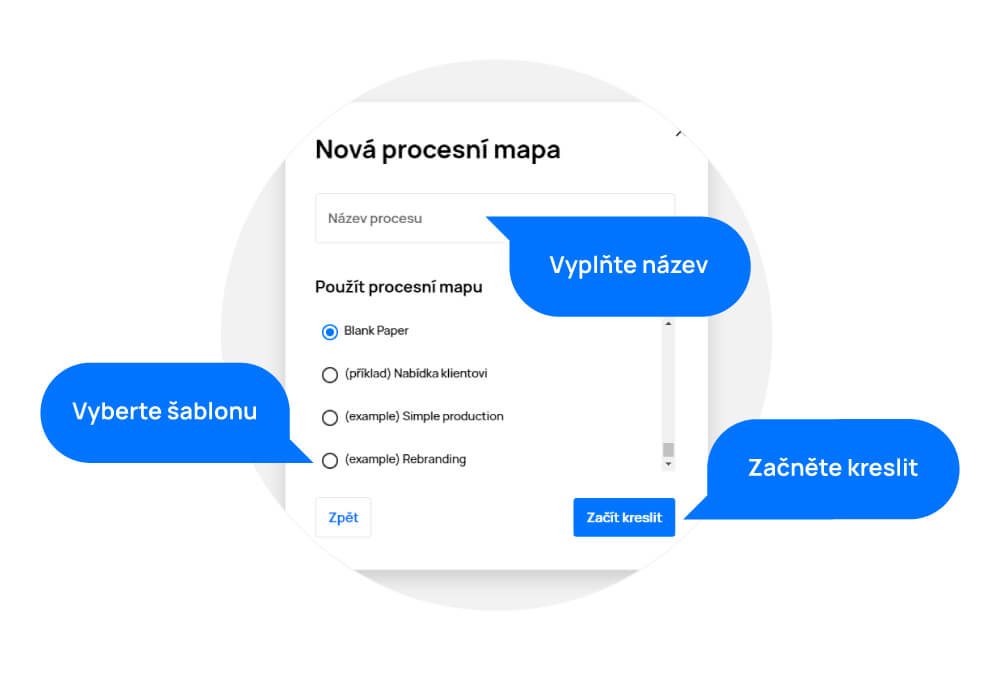 Nová procesní mapa
Název procesu
Vyplňte název
Použít procesní mapu
Blank Paper
(příklad) Nabídka klientovi
Vyberte šablonu
(example) Simple production
(example) Rebranding
Začněte kreslit
Zpět
Začít kreslit